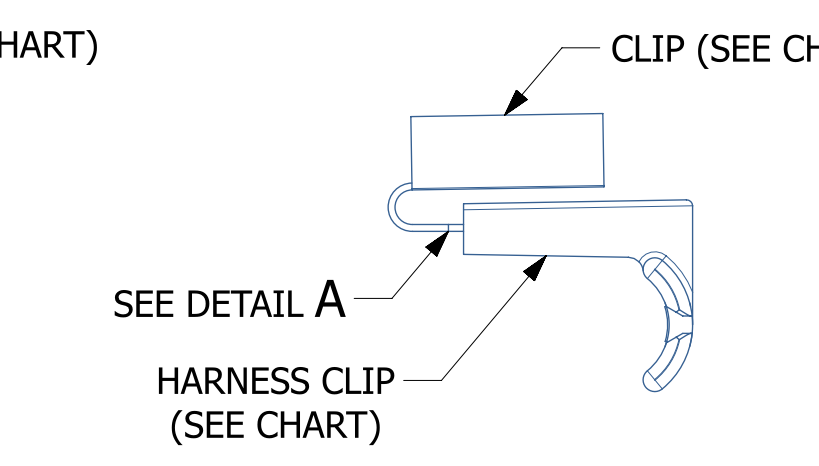 HART)
CLIP (SEE CH
SEE DETAIL A
HARNESS CLIP
(SEE CHART)